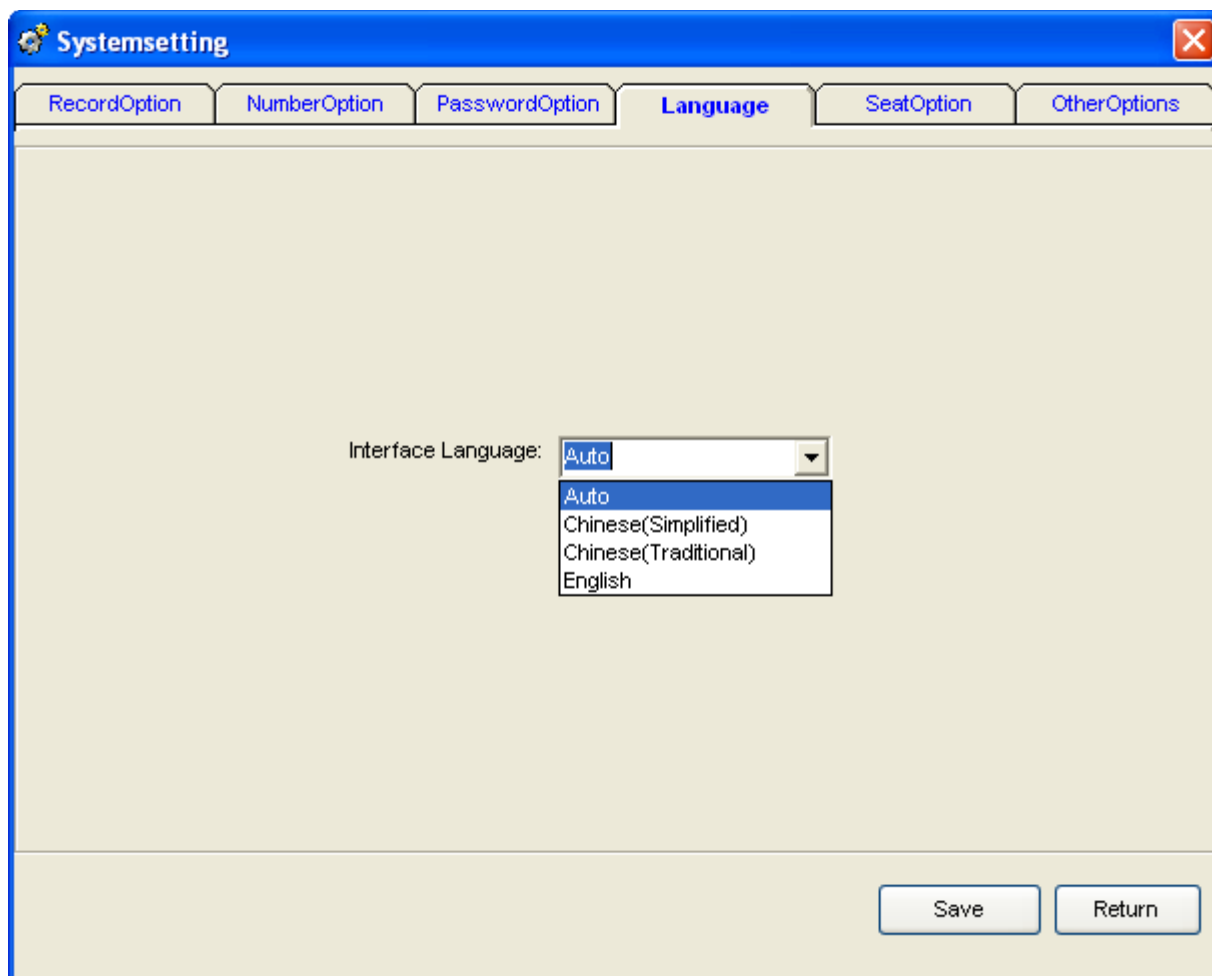 Systemsetting
RecordOption NumberOption PasswordOption Language SeatOption OtherOptions
Interface Language: Auto
Auto
Chinese(Simplified)
Chinese(Traditional)
English
Save Return